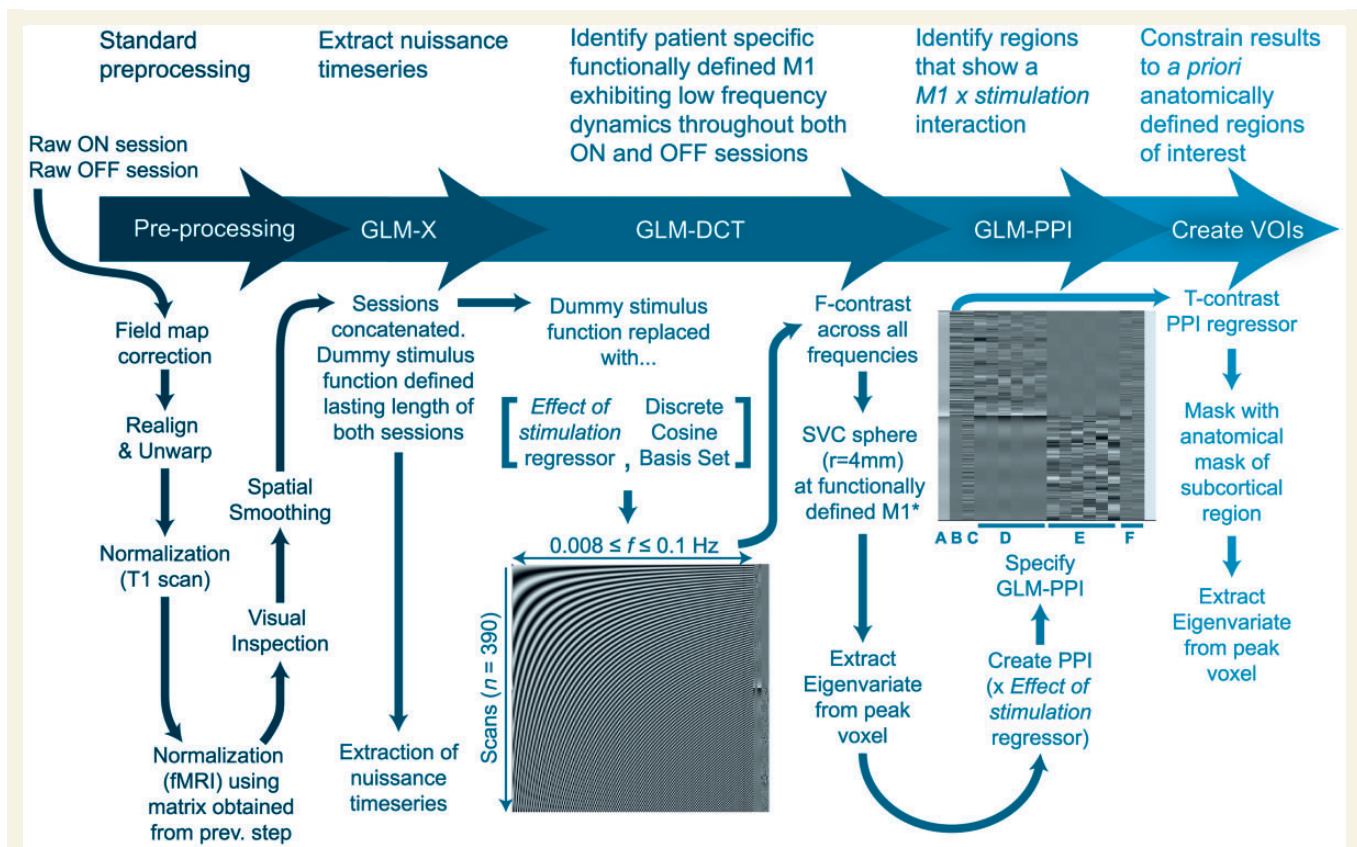 Standard
preprocessing
Extract nuissance
timeseries
Identify patient specific
functionally defined M1
exhibiting low frequency
dynamics throughout both
ON and OFF sessions
Identify regions
that show a
M1 x stimulation
interaction
Constrain results
to a priori
anatomically
defined regions
of interest
Raw ON session
Raw OFF session
Pre-processing
GLM-X
GLM-DCT
GLM-PPI
Create VOIs
Field map
correction
Realign
& Unwarp
Normalization
(T1 scan)
Normalization
(fMRI) using
matrix obtained
from prev. step
Visual
Inspection
Spatial
Smoothing
Sessions
concatenated.
Dummy stimulus
function defined
lasting length of
both sessions
Extraction of
nuissance
timeseries
Dummy stimulus
function replaced
with...
[Effect of
stimulation
regressor
,
Discrete
Cosine
Basis Set]
0.008 ≤ f ≤ 0.1 Hz
Scans (n = 390)
F-contrast
across all
frequencies
SVC sphere
(r=4mm)
at functionally
defined M1*
Extract
Eigenvariate
from peak
voxel
A B C D E F
Specify
GLM-PPI
Create PPI
(x Effect of
stimulation
regressor)
T-contrast
PPI regressor
Mask with
anatomical
mask of
subcortical
region
Extract
Eigenvariate
from peak
voxel